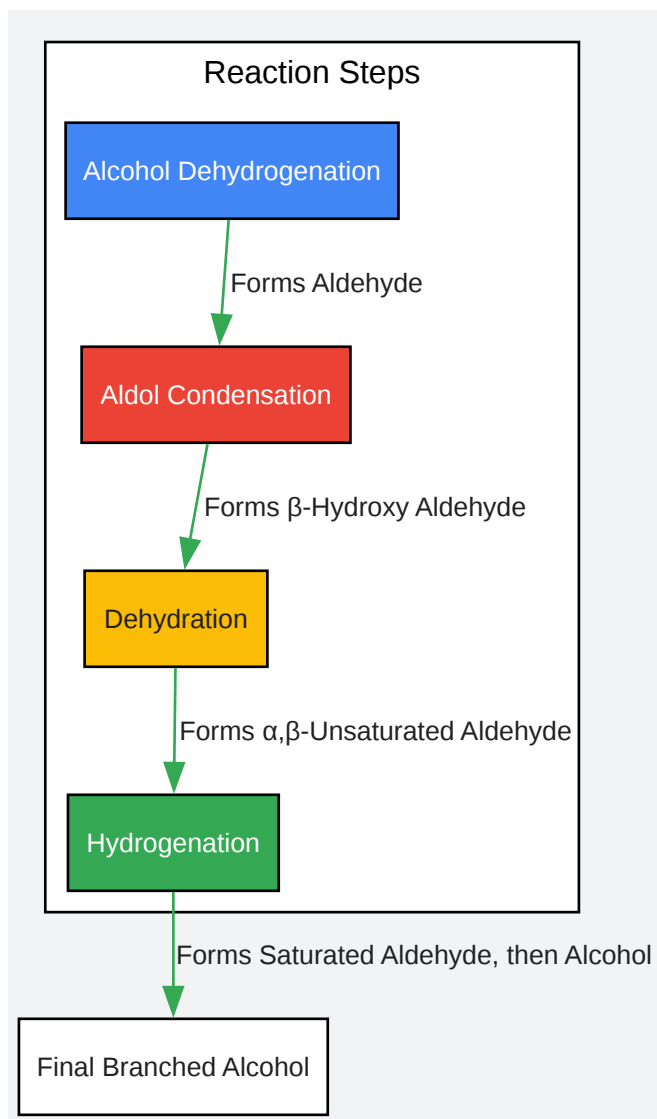 Reaction Steps
Alcohol Dehydrogenation
Forms Aldehyde
Aldol Condensation
Forms β-Hydroxy Aldehyde
Dehydration
Forms α,β-Unsaturated Aldehyde
Hydrogenation
Forms Saturated Aldehyde, then Alcohol
Final Branched Alcohol